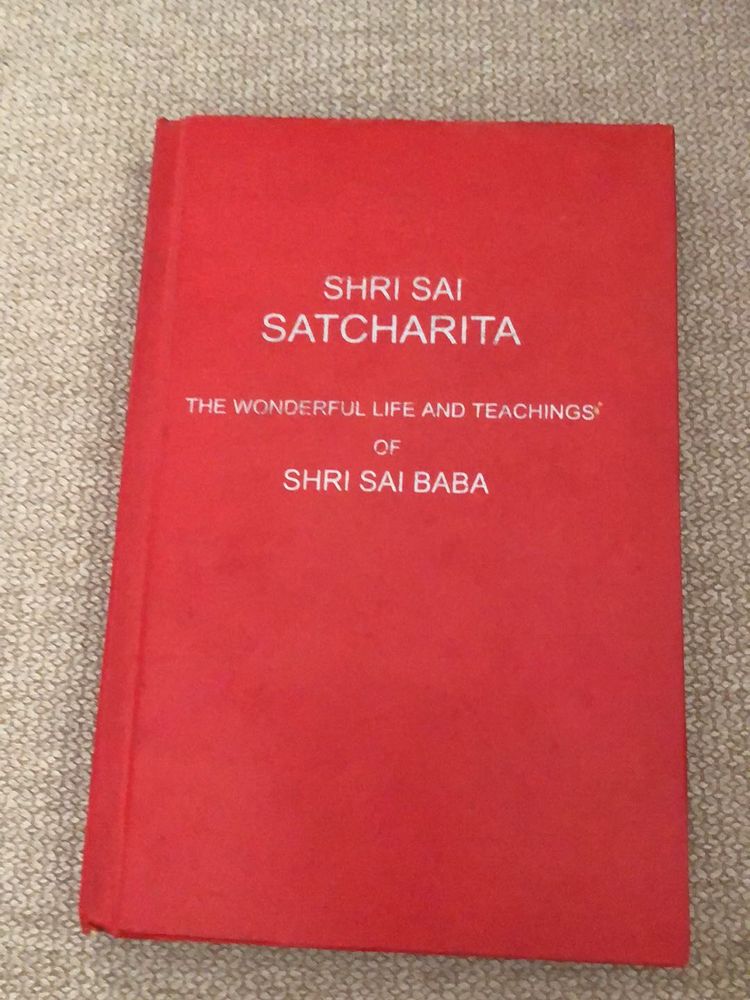 SHRI SAI
SATCHARITA
THE WONDERFUL LIFE AND TEACHINGS
OF
SHRI SAI BABA